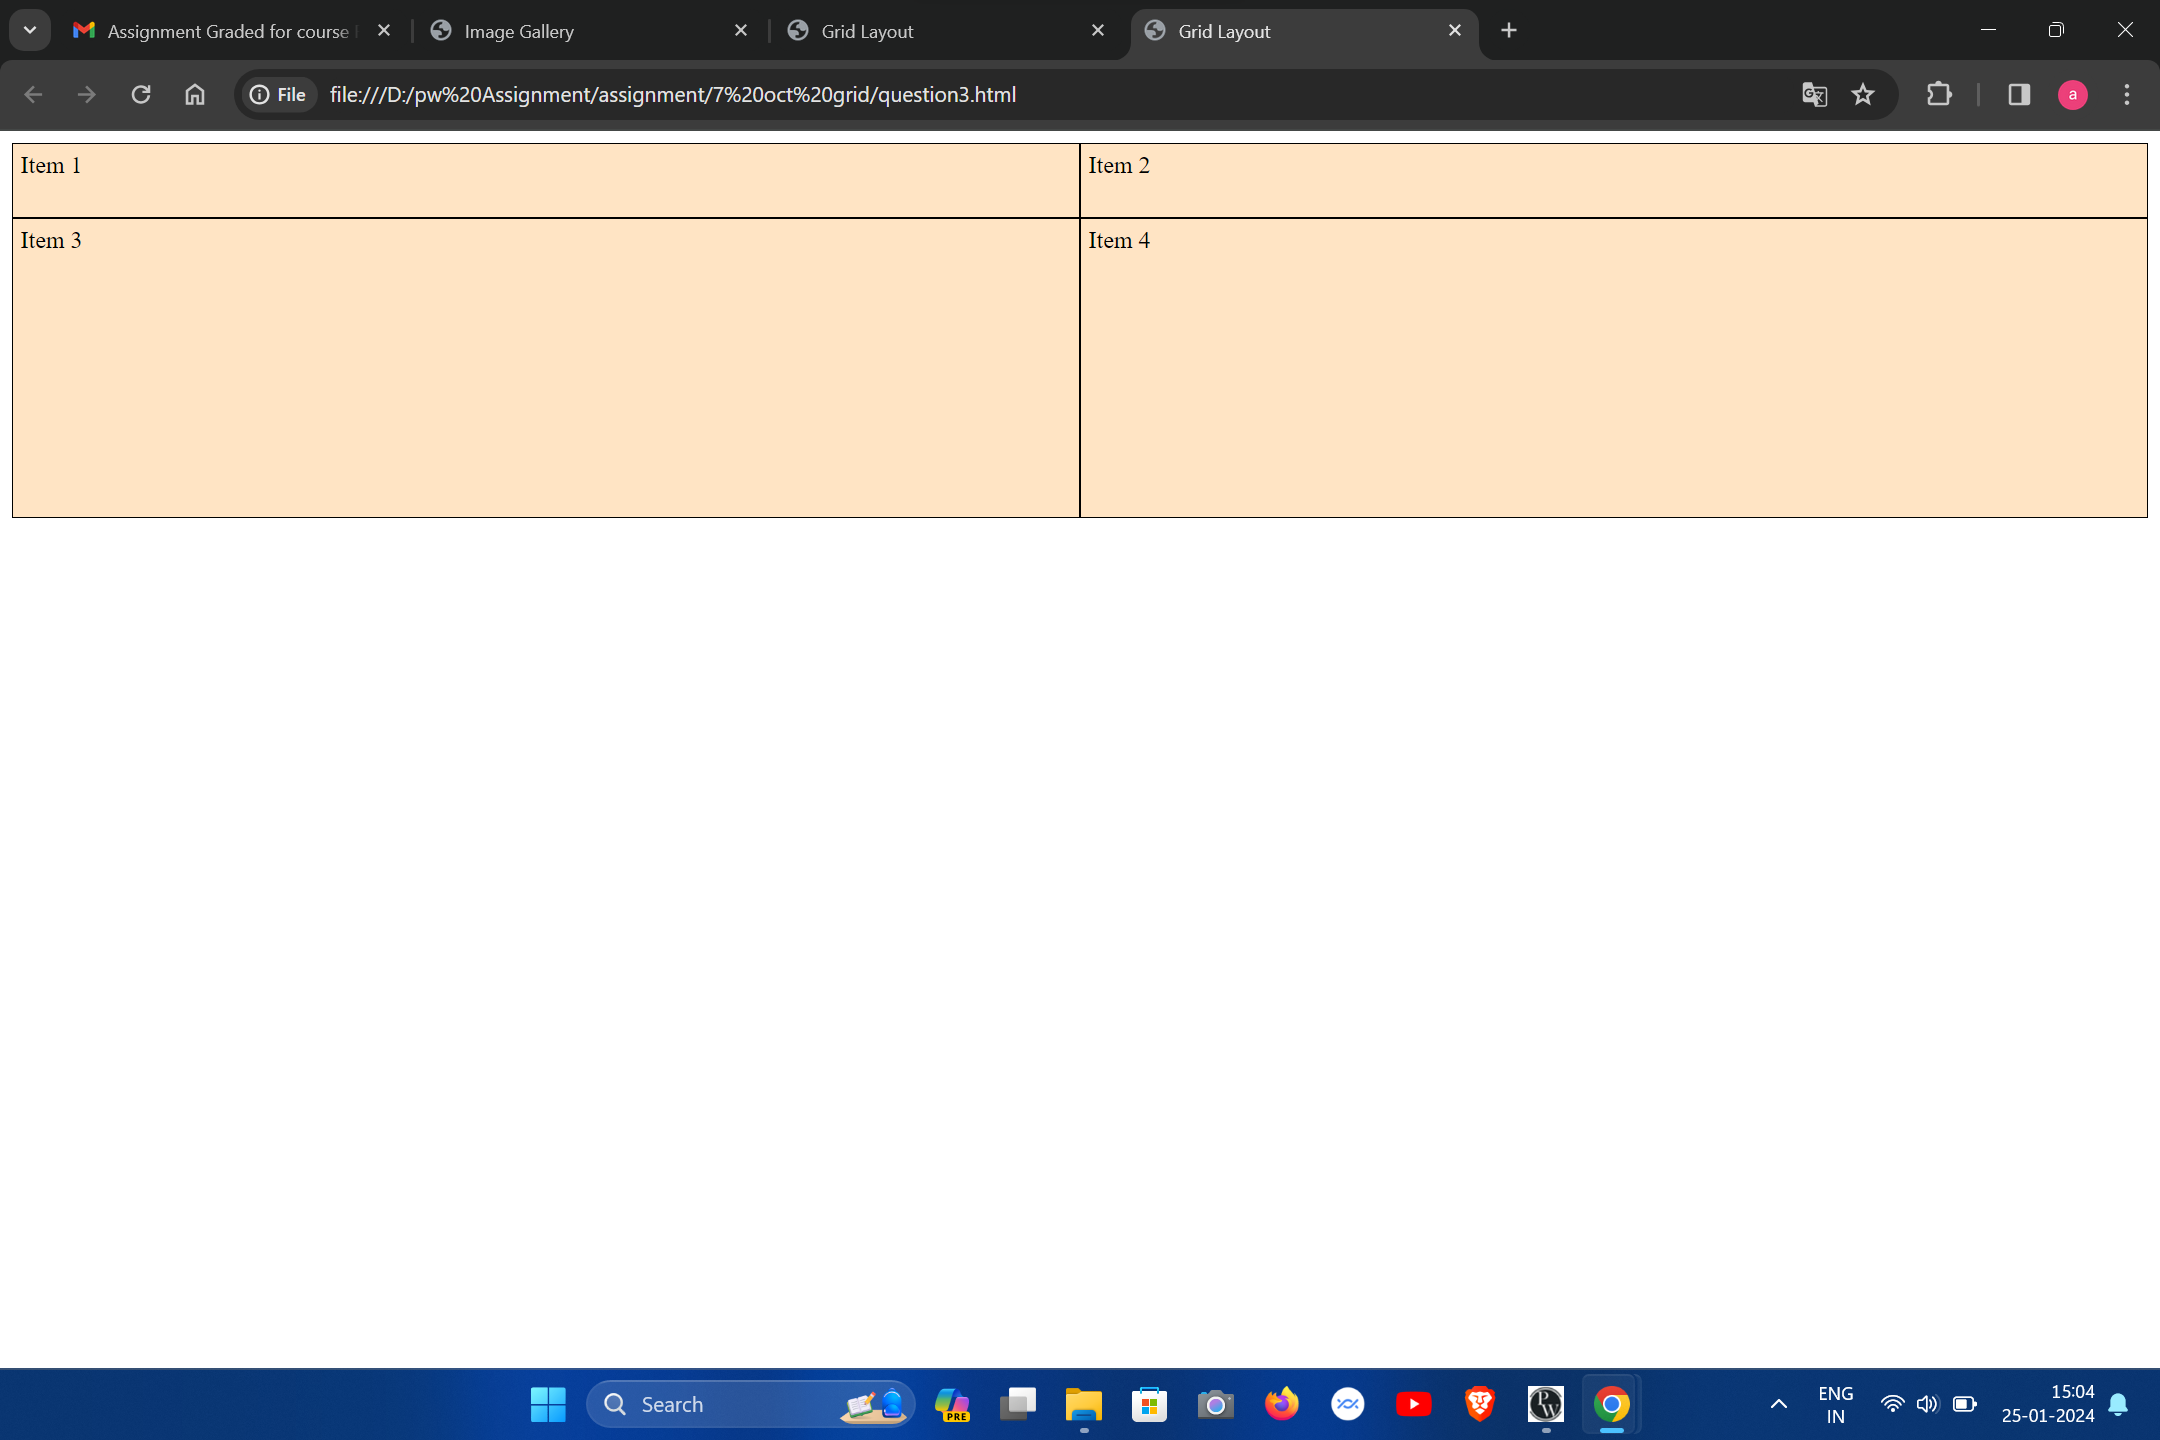 Assignment Graded for course
Image Gallery
Grid Layout
Grid Layout
File
file:///D:/pw%20Assignment/assignment/7%20oct%20grid/question3.html
a
Item 1
Item 2
Item 3
Item 4
Search
PRE
PW
ENG
IN
15:04
25-01-2024